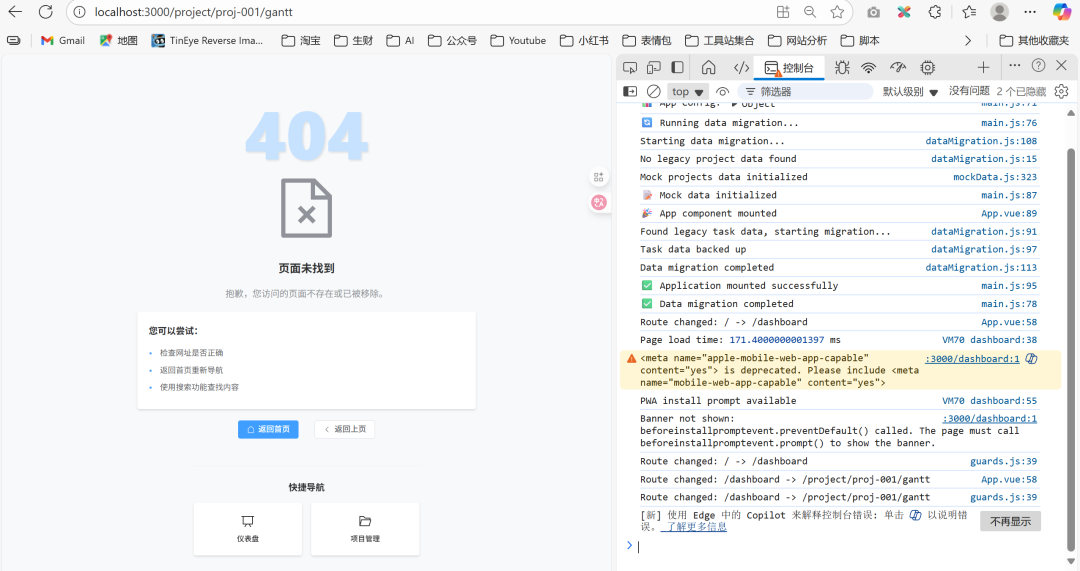 localhost:3000/project/proj-001/gantt
Gmail 地图 TinEye Reverse Ima... 淘宝 生财 AI 公众号 Youtube 小红书 表情包 工具站集合 网站分析 脚本 其他收藏夹
404
页面未找到
抱歉，您访问的页面不存在或已被移除。
您可以尝试：
• 检查网址是否正确
• 返回首页重新导航
• 使用搜索功能查找内容
返回首页 返回上页
快捷导航
仪表盘 项目管理
控制台
top 筛选器 默认级别 没有问题 2 个已隐藏
App Config: ▶ Object main.js:71
Running data migration... main.js:76
Starting data migration... dataMigration.js:108
No legacy project data found dataMigration.js:15
Mock projects data initialized mockData.js:323
Mock data initialized main.js:87
App component mounted App.vue:89
Found legacy task data, starting migration... dataMigration.js:91
Task data backed up dataMigration.js:97
Data migration completed dataMigration.js:113
Application mounted successfully main.js:95
Data migration completed main.js:78
Route changed: / -> /dashboard App.vue:58
Page load time: 171.4000000001397 ms VM70 dashboard:38
<meta name="apple-mobile-web-app-capable" :3000/dashboard:1
content="yes"> is deprecated. Please include <meta
name="mobile-web-app-capable" content="yes">
PWA install prompt available VM70 dashboard:55
Banner not shown: :3000/dashboard:1
beforeinstallpromptevent.preventDefault() called. The page must call
beforeinstallpromptevent.prompt() to show the banner.
Route changed: / -> /dashboard guards.js:39
Route changed: /dashboard -> /project/proj-001/gantt App.vue:58
Route changed: /dashboard -> /project/proj-001/gantt guards.js:39
[新] 使用 Edge 中的 Copilot 来解释控制台错误: 单击 以说明错
误。 了解更多信息 不再显示